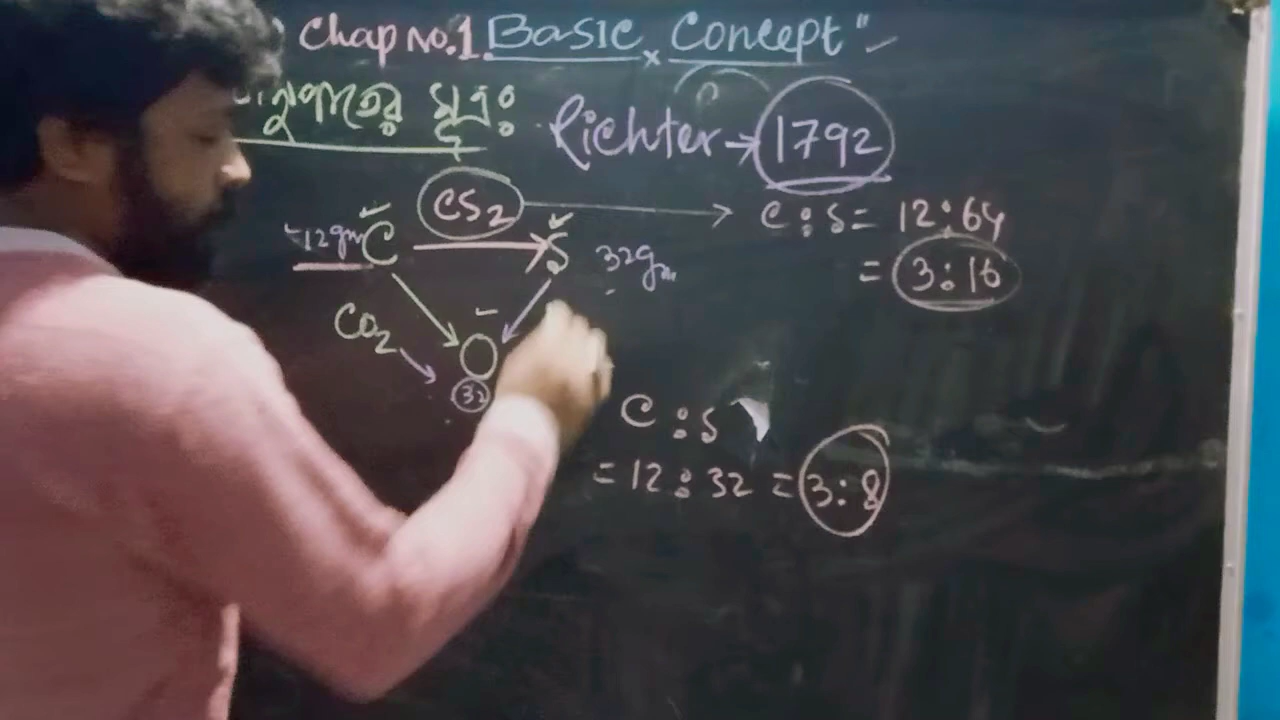 Chap No. 1. Basic Concept"
সূত্রঃ Richter → 1792
CS2 → C : S = 12 : 64
12gm C → S 32gm
= 3 : 16
CO2
O
32
C : S
= 12 : 32 = 3 : 8